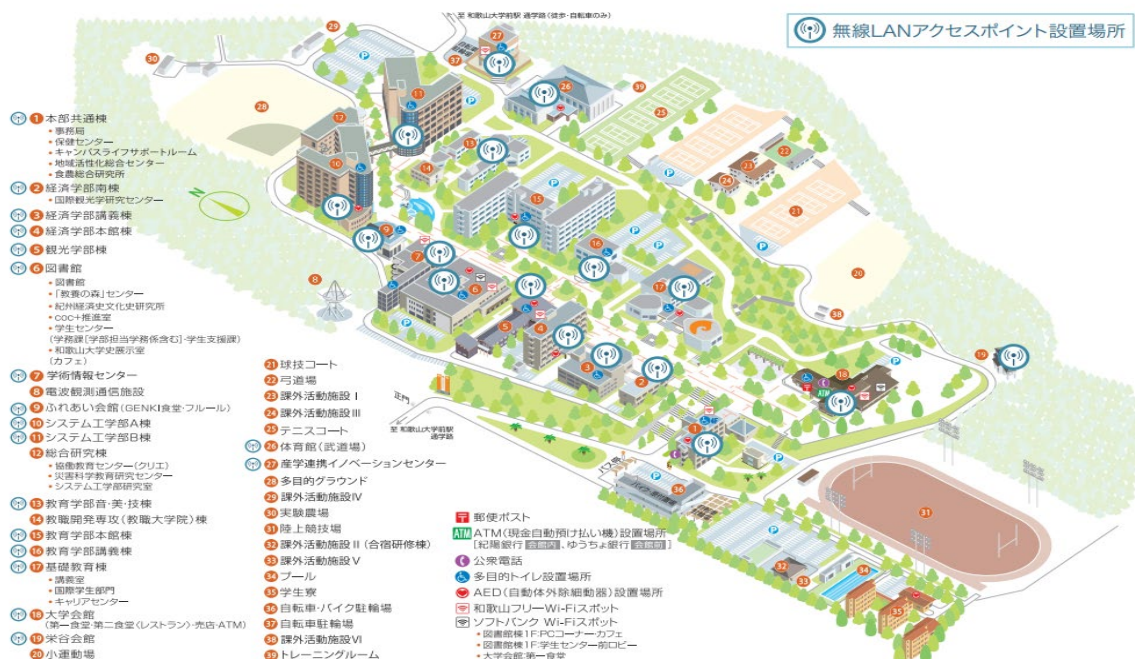 至 和歌山大学前駅 通学路(徒歩・自転車のみ)
無線LANアクセスポイント設置場所
1 本部共通棟
・事務局
・保健センター
・キャンパスライフサポートルーム
・地域活性化総合センター
・食農総合研究所
2 経済学部南棟
・国際観光学研究センター
3 経済学部講義棟
4 経済学部本館棟
5 観光学部棟
6 図書館
・図書館
・「教養の森」センター
・紀州経済史文化史研究所
・COC+推進室
・学生センター
(学務課[学部担当学務係含む]・学生支援課)
・和歌山大学史展示室
(カフェ)
7 学術情報センター
8 電波観測通信施設
9 ふれあい会館(GENKI食堂・フルール)
10 システム工学部A棟
11 システム工学部B棟
12 総合研究棟
・協働教育センター(クリエ)
・災害科学教育研究センター
・システム工学部研究室
13 教育学部音・美・技棟
14 教職開発専攻(教職大学院)棟
15 教育学部本館棟
16 教育学部講義棟
17 基礎教育棟
・講義室
・国際学生部門
・キャリアセンター
18 大学会館
(第一食堂・第二食堂〈レストラン〉・売店・ATM)
19 栄谷会館
20 小運動場
21 球技コート
22 弓道場
23 課外活動施設Ⅰ
24 課外活動施設Ⅲ
25 テニスコート
26 体育館(武道場)
27 産学連携イノベーションセンター
28 多目的グラウンド
29 課外活動施設Ⅳ
30 実験農場
31 陸上競技場
32 課外活動施設Ⅱ(合宿研修棟)
33 課外活動施設Ⅴ
34 プール
35 学生寮
36 自転車・バイク駐輪場
37 自転車駐輪場
38 課外活動施設Ⅵ
39 トレーニングルーム
郵便ポスト
ATM ATM(現金自動預け払い機)設置場所
[紀陽銀行 会館内 、ゆうちょ銀行 会館前 ]
公衆電話
多目的トイレ設置場所
AED(自動体外除細動器)設置場所
和歌山フリーWi-Fiスポット
ソフトバンク Wi-Fiスポット
・図書館棟1F:PCコーナー・カフェ
・図書館棟1F:学生センター前ロビー
・大学会館:第一食堂
正門
至 和歌山大学前駅
通学路
バス停
ATM
N